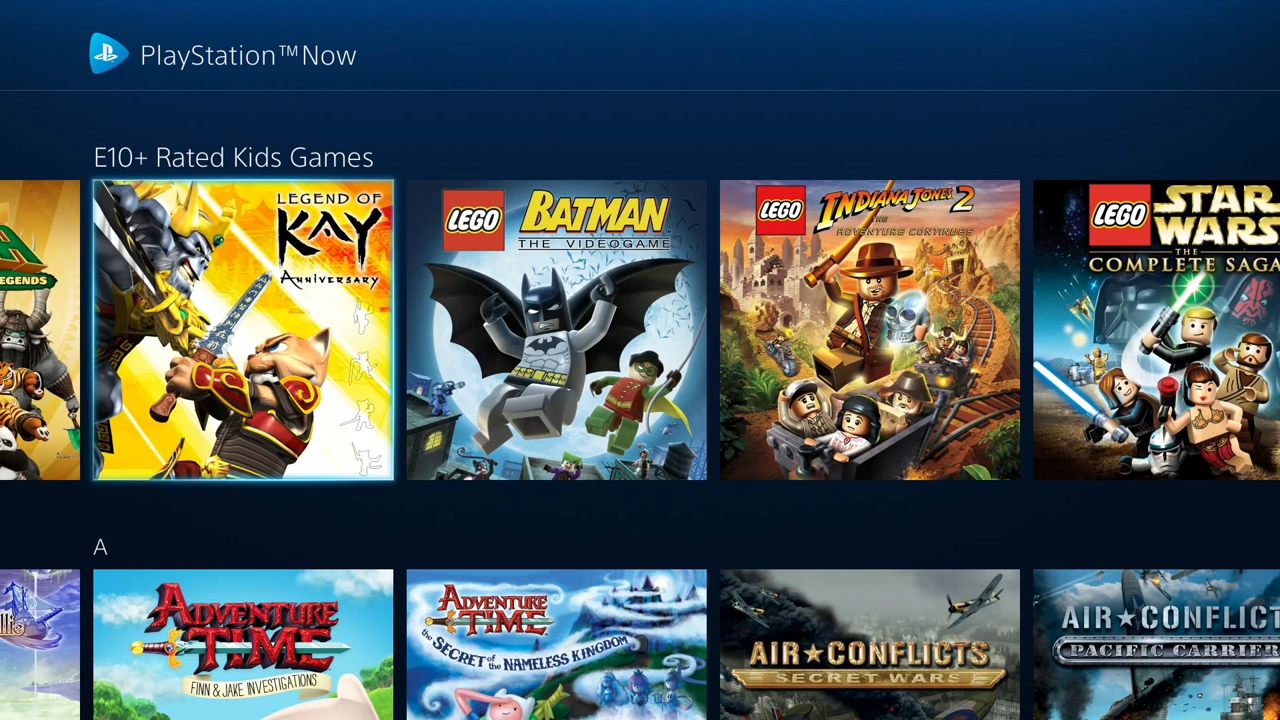 PlayStation™Now
E10+ Rated Kids Games
EGENDS
LEGEND OF
KAY
ANNIVERSARY
LEGO
BATMAN
THE VIDEOGAME
LEGO
INDIANA JONES 2
THE
ADVENTURE CONTINUES
LEGO
STAR
WARS
THE
COMPLETE SAGA
A
llie
ADVENTURE
TIME
FINN & JAKE INVESTIGATIONS
ADVENTURE
TIME
the SECRET of the NAMELESS KINGDOM
AIR★CONFLICTS
SECRET WARS
AIR★CONFLICT
PACIFIC CARRIER